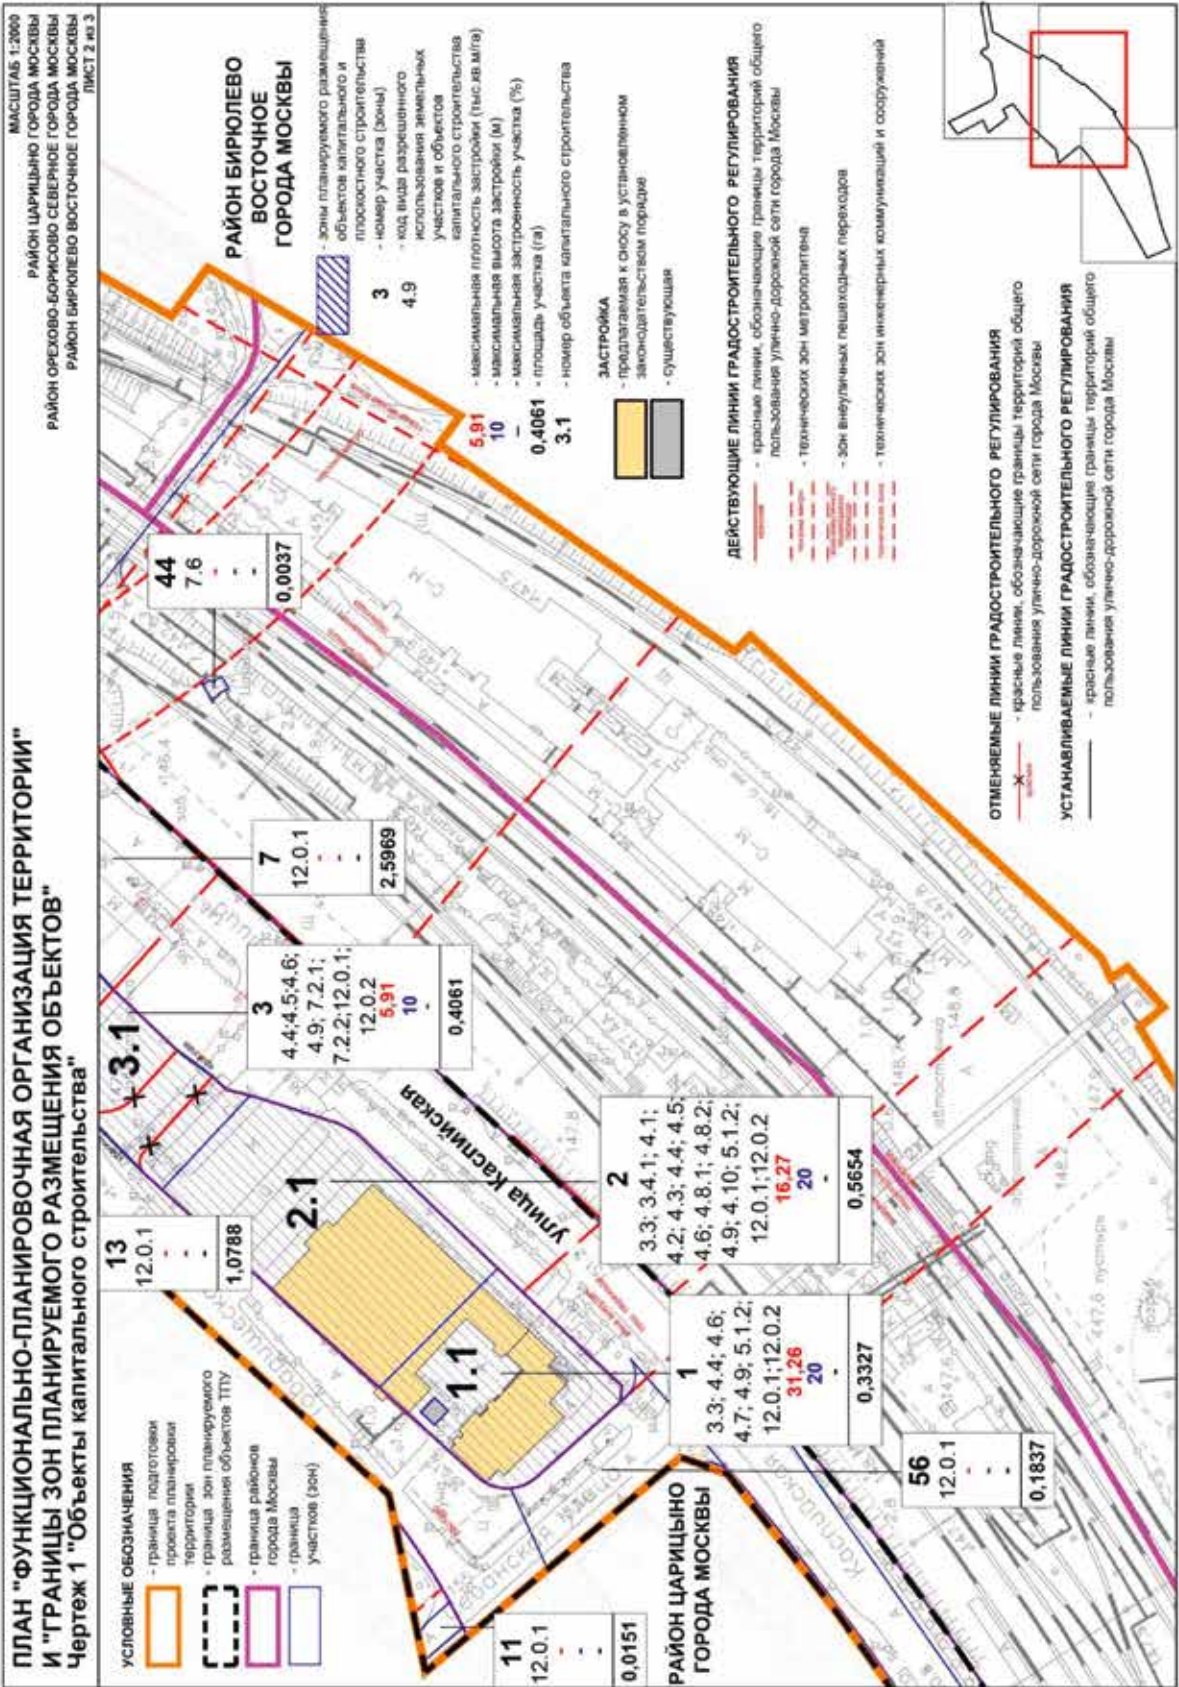 ПЛАН "ФУНКЦИОНАЛЬНО-ПЛАНИРОВОЧНАЯ ОРГАНИЗАЦИЯ ТЕРРИТОРИИ"
И "ГРАНИЦЫ ЗОН ПЛАНИРУЕМОГО РАЗМЕЩЕНИЯ ОБЪЕКТОВ"
Чертеж 1 "Объекты капитального строительства"
МАСШТАБ 1:2000
РАЙОН ЦАРИЦЫНО ГОРОДА МОСКВЫ
РАЙОН ОРЕХОВО-БОРИСОВО СЕВЕРНОЕ ГОРОДА МОСКВЫ
РАЙОН БИРЮЛЕВО ВОСТОЧНОЕ ГОРОДА МОСКВЫ
ЛИСТ 2 из 3
УСЛОВНЫЕ ОБОЗНАЧЕНИЯ
- граница подготовки
проекта планировки
территории
- граница зон планируемого
размещения объектов ТПУ
- граница районов
города Москвы
- граница
участков (зон)
13
12.0.1
-
-
-
1,0788
3.1
2.1
1.1
3
4.4;4.5;4.6;
4.9; 7.2.1;
7.2.2;12.0.1;
12.0.2
5,91
10
-
0,4061
7
12.0.1
-
-
-
2,5969
44
7.6
-
-
-
0,0037
улица Каспийская
2
3.3; 3.4.1; 4.1;
4.2; 4.3; 4.4; 4.5;
4.6; 4.8.1; 4.8.2;
4.9; 4.10; 5.1.2;
12.0.1;12.0.2
16,27
20
-
0,5654
1
3.3; 4.4; 4.6;
4.7; 4.9; 5.1.2;
12.0.1;12.0.2
31,26
20
-
0,3327
56
12.0.1
-
-
-
0,1837
11
12.0.1
-
-
-
0,0151
РАЙОН ЦАРИЦЫНО
ГОРОДА МОСКВЫ
РАЙОН БИРЮЛЕВО
ВОСТОЧНОЕ
ГОРОДА МОСКВЫ
- зоны планируемого размещения
объектов капитального и
плоскостного строительства
3 - номер участка (зоны)
4.9 - код вида разрешенного
использования земельных
участков и объектов
капитального строительства
5,91 - максимальная плотность застройки (тыс.кв.м/га)
10 - максимальная высота застройки (м)
- - максимальная застроенность участка (%)
0,4061 - площадь участка (га)
3.1 - номер объекта капитального строительства
ЗАСТРОЙКА
- предлагаемая к сносу в установленном
законодательством порядке
- существующая
ДЕЙСТВУЮЩИЕ ЛИНИИ ГРАДОСТРОИТЕЛЬНОГО РЕГУЛИРОВАНИЯ
- красные линии, обозначающие границы территорий общего
пользования улично-дорожной сети города Москвы
- технических зон метрополитена
- зон внеуличных пешеходных переходов
- технических зон инженерных коммуникаций и сооружений
ОТМЕНЯЕМЫЕ ЛИНИИ ГРАДОСТРОИТЕЛЬНОГО РЕГУЛИРОВАНИЯ
- красные линии, обозначающие границы территорий общего
пользования улично-дорожной сети города Москвы
УСТАНАВЛИВАЕМЫЕ ЛИНИИ ГРАДОСТРОИТЕЛЬНОГО РЕГУЛИРОВАНИЯ
- красные линии, обозначающие границы территорий общего
пользования улично-дорожной сети города Москвы